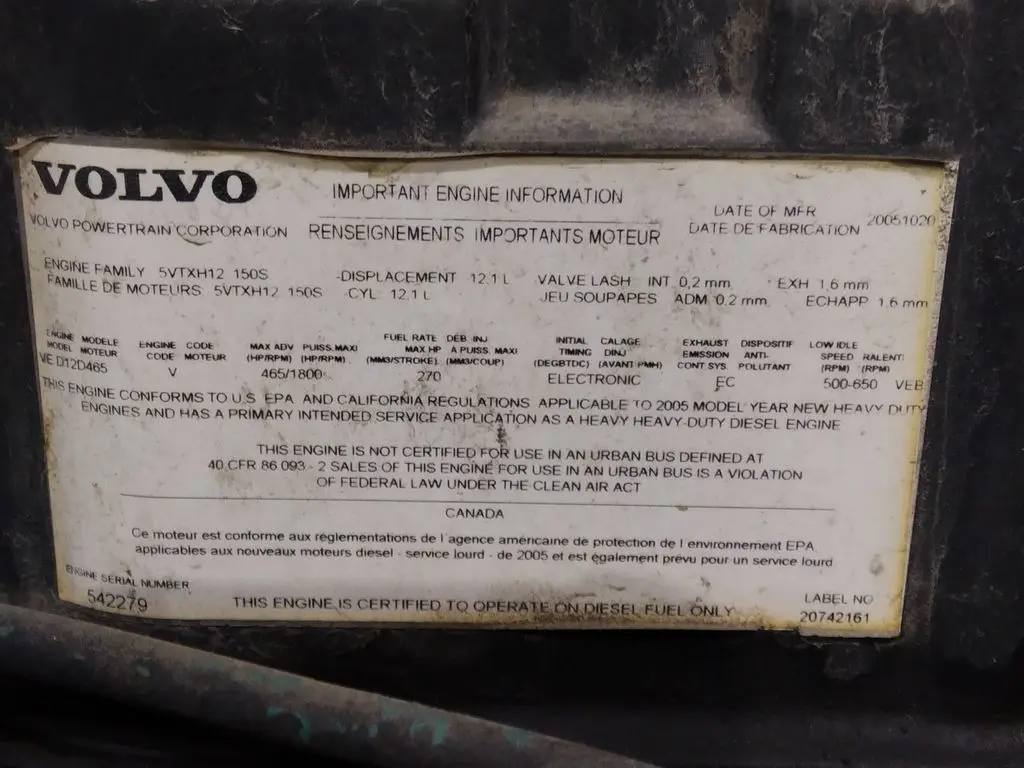 VOLVO
IMPORTANT ENGINE INFORMATION
DATE OF MFR
VOLVO POWERTRAIN CORPORATION
RENSEIGNEMENTS IMPORTANTS MOTEUR
DATE DE FABRICATION 20051020
ENGINE FAMILY 5VTXH12 150S DISPLACEMENT 12.1 L VALVE LASH INT 0,2 mm EXH 1,6 mm
FAMILLE DE MOTEURS 5VTXH12 150S CYL 12,1 L JEU SOUPAPES ADM 0,2 mm ECHAPP 1,6 mm
ENGINE MODELE ENGINE CODE MAX ADV PUISS.MAXI FUEL RATE DEB INJ INITIAL CALAGE EXHAUST DISPOSITIF LOW IDLE
MODEL MOTEUR CODE MOTEUR (HP/RPM) (HP/RPM) MAX HP A PUISS. MAXI TIMING DINJ EMISSION ANTI- SPEED RALENTI
(MM3/STROKE) (MM3/COUP) (DEGBTDC) (AVANT PMH) CONT SYS. POLLUTANT (RPM) (RPM)
VE D12D465 V 465/1800 270 ELECTRONIC EC 500-650 VEB
THIS ENGINE CONFORMS TO U.S EPA AND CALIFORNIA REGULATIONS APPLICABLE TO 2005 MODEL YEAR NEW HEAVY DUTY
ENGINES AND HAS A PRIMARY INTENDED SERVICE APPLICATION AS A HEAVY HEAVY-DUTY DIESEL ENGINE
THIS ENGINE IS NOT CERTIFIED FOR USE IN AN URBAN BUS DEFINED AT
40 CFR 86 093 - 2 SALES OF THIS ENGINE FOR USE IN AN URBAN BUS IS A VIOLATION
OF FEDERAL LAW UNDER THE CLEAN AIR ACT
CANADA
Ce moteur est conforme aux réglementations de l'agence américaine de protection de l'environnement EPA
applicables aux nouveaux moteurs diesel - service lourd - de 2005 et est également prévu pour un service lourd
ENGINE SERIAL NUMBER
542279
THIS ENGINE IS CERTIFIED TO OPERATE ON DIESEL FUEL ONLY
LABEL NO
20742161